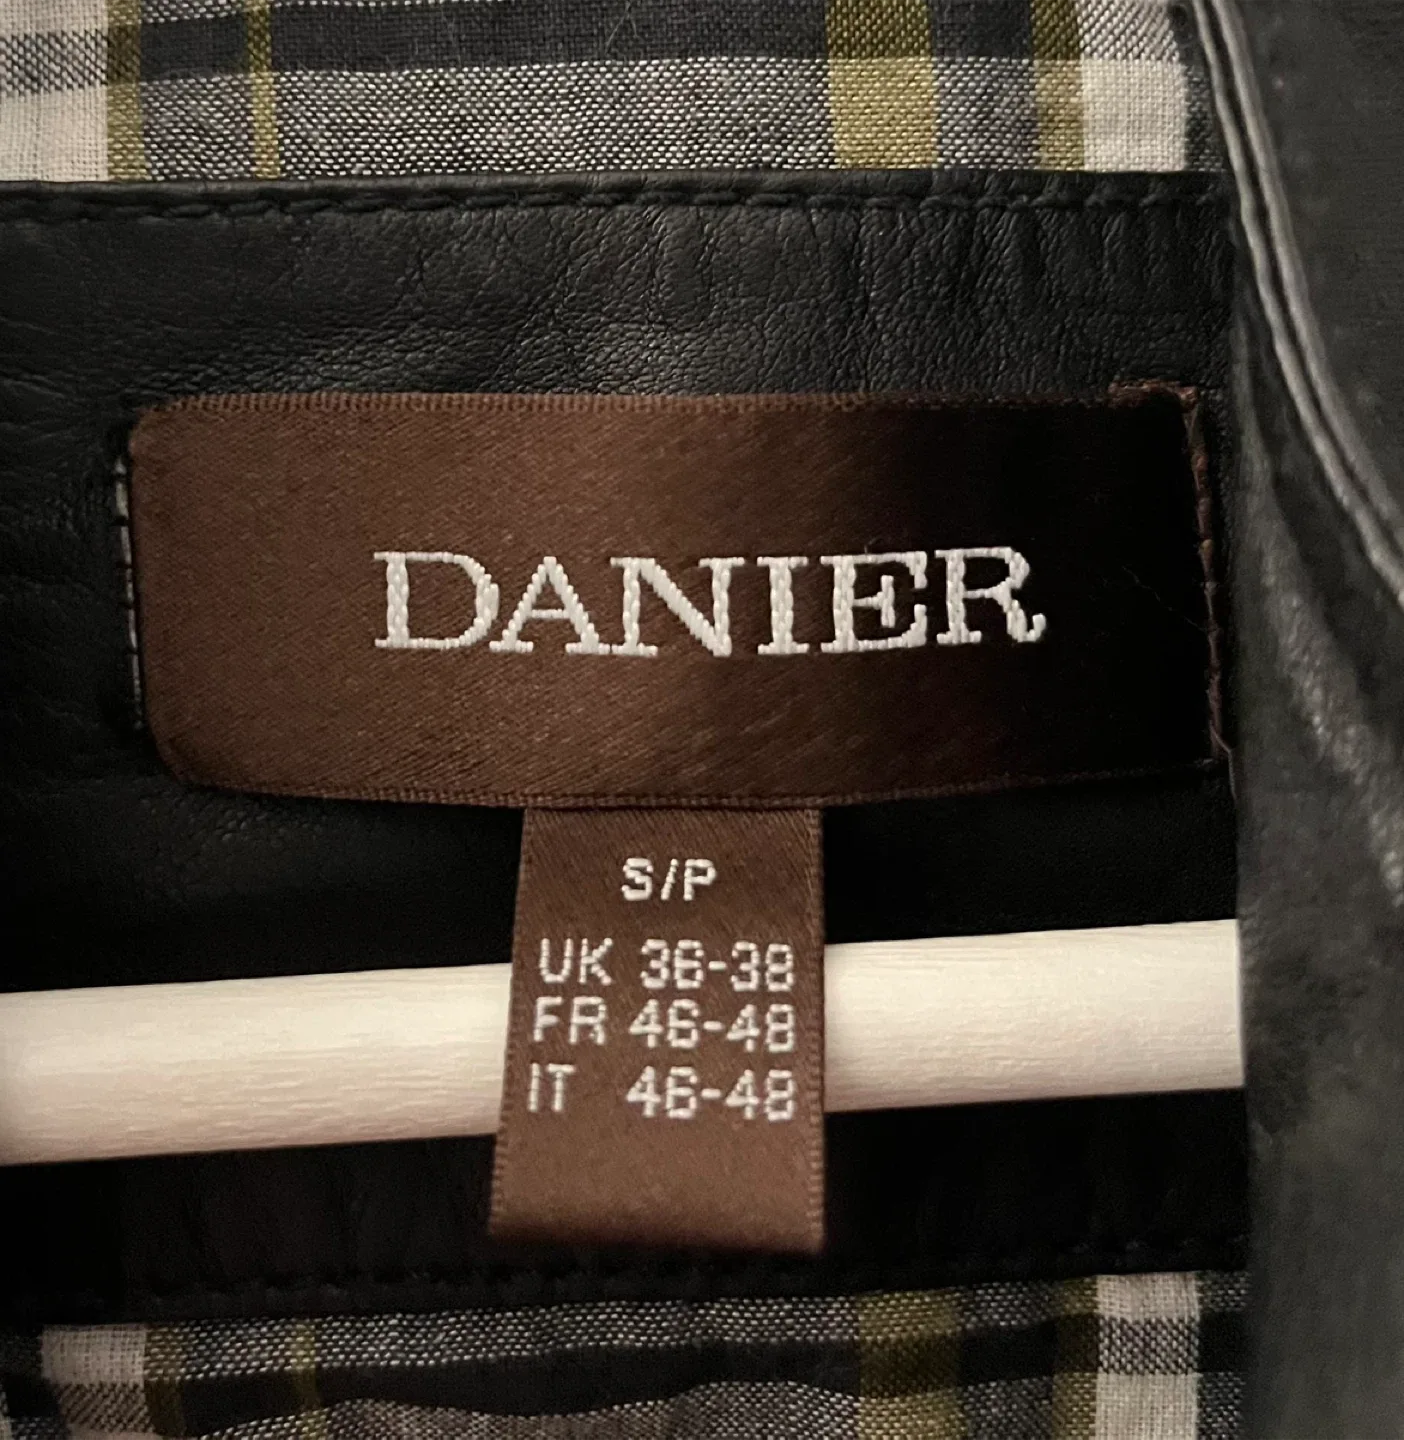 DANIER
S/P
UK 36-38
FR 46-48
IT 46-48